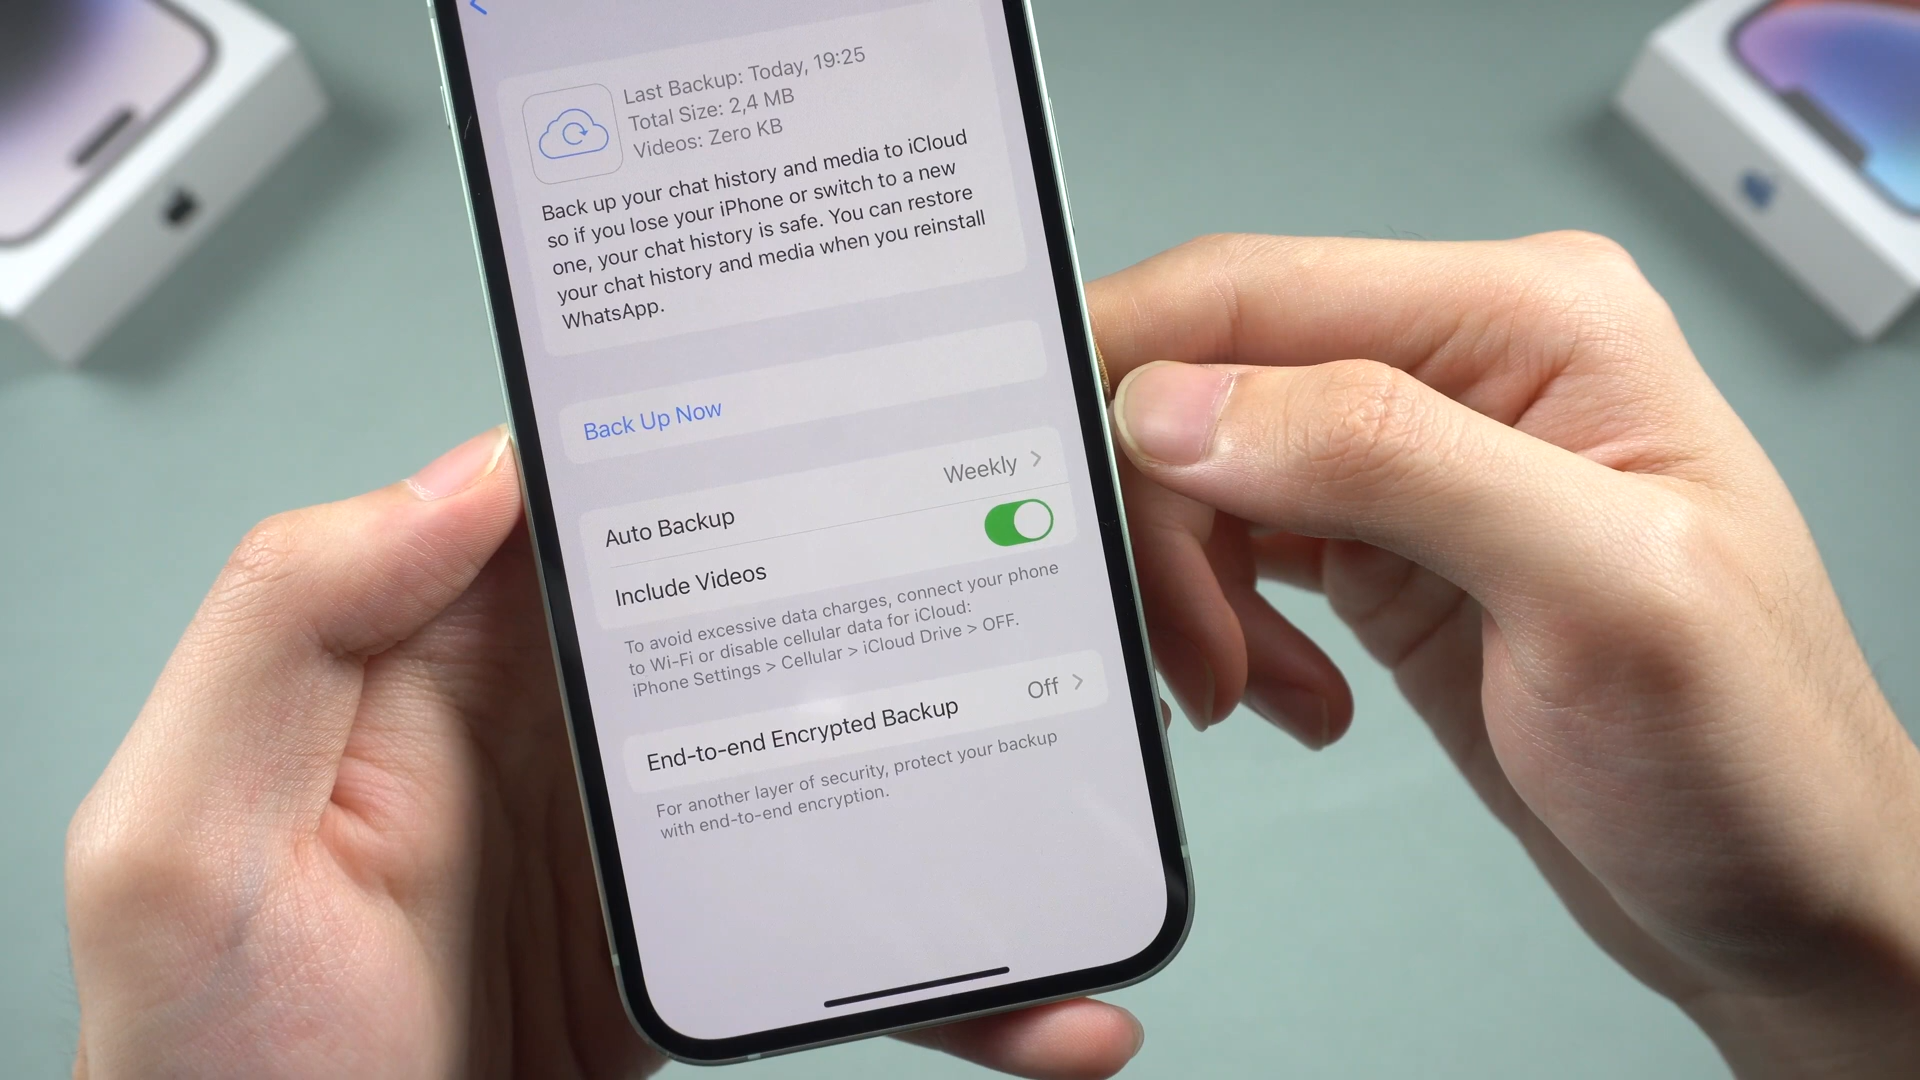 Last Backup: Today, 19:25
Total Size: 2,4 MB
Videos: Zero KB
Back up your chat history and media to iCloud
so if you lose your iPhone or switch to a new
one, your chat history is safe. You can restore
your chat history and media when you reinstall
WhatsApp.
Back Up Now
Auto Backup Weekly
Include Videos
To avoid excessive data charges, connect your phone
to Wi-Fi or disable cellular data for iCloud:
iPhone Settings > Cellular > iCloud Drive > OFF.
End-to-end Encrypted Backup Off
For another layer of security, protect your backup
with end-to-end encryption.